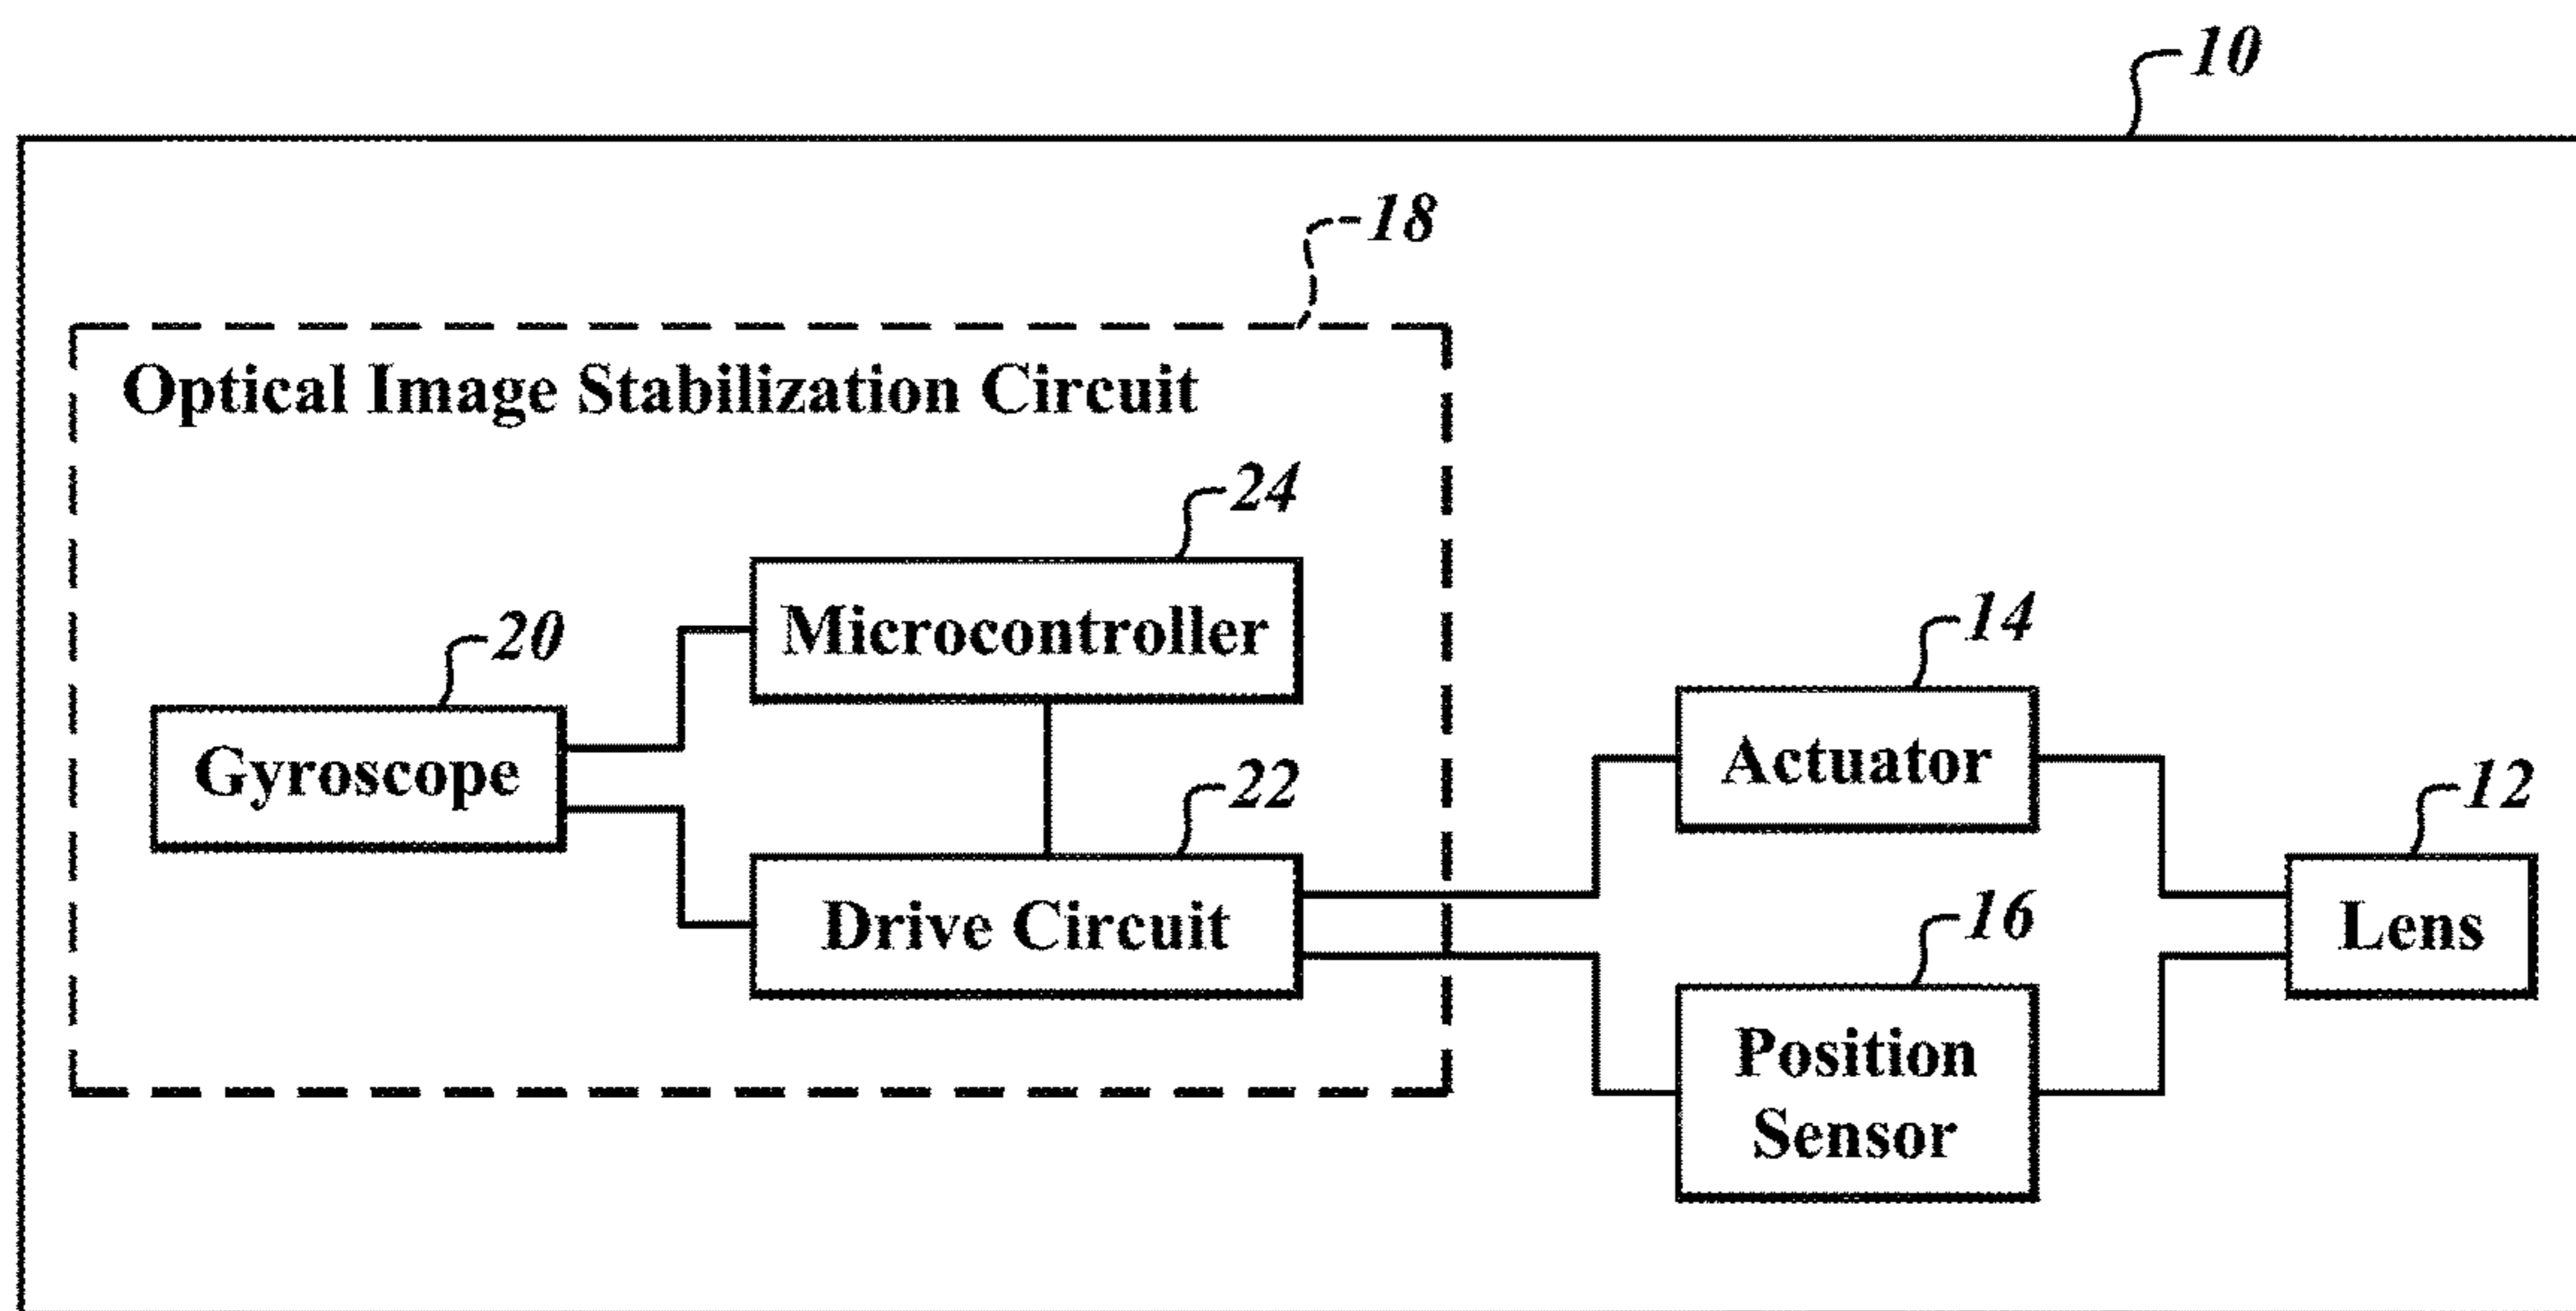 10
18
Optical Image Stabilization Circuit
24
Microcontroller
20
Gyroscope
22
Drive Circuit
14
Actuator
12
Lens
16
Position
Sensor